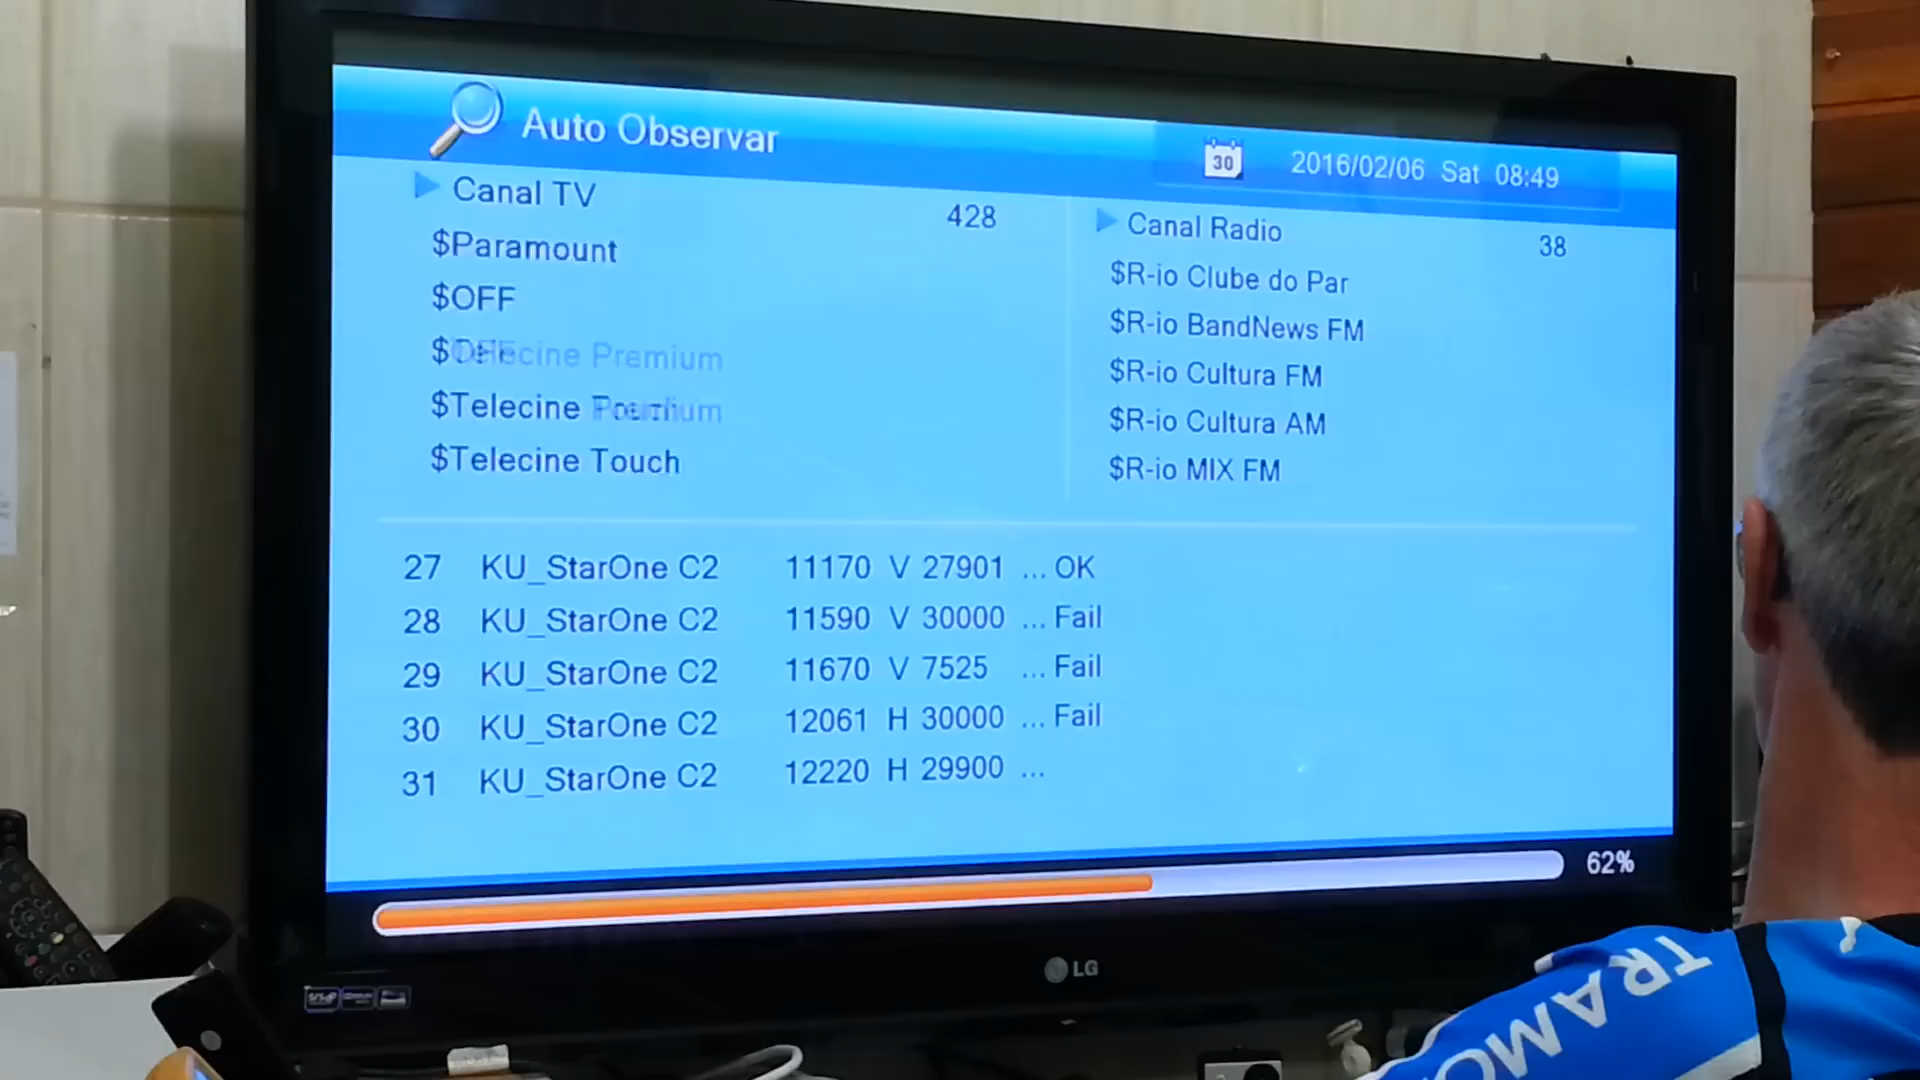 Auto Observar
30
2016/02/06 Sat 08:49
Canal TV
428
$Paramount
$OFF
$Telecine
$Telecine Touch
Canal Radio
38
$R-io Clube do Par
$R-io BandNews FM
$R-io Cultura FM
$R-io Cultura AM
$R-io MIX FM
27 KU_StarOne C2 11170 V 27901 ... OK
28 KU_StarOne C2 11590 V 30000 ... Fail
29 KU_StarOne C2 11670 V 7525 ... Fail
30 KU_StarOne C2 12061 H 30000 ... Fail
31 KU_StarOne C2 12220 H 29900 ...
62%
LG
TRAMO